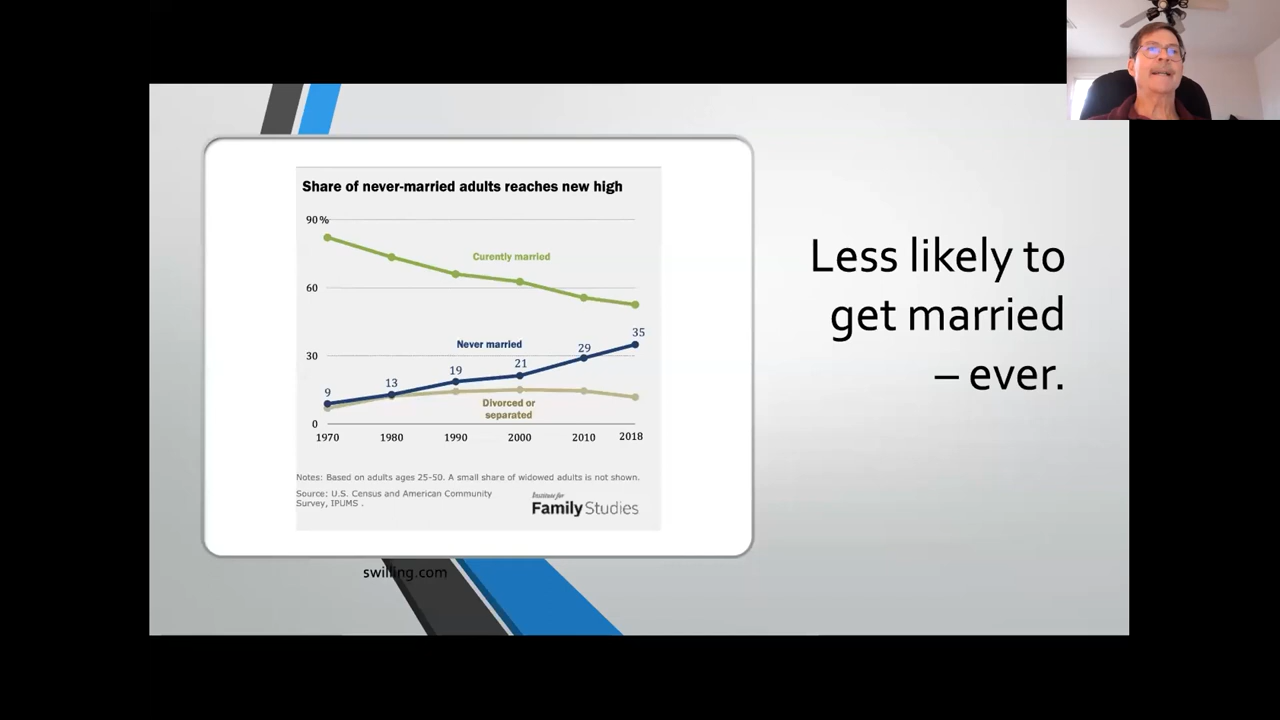 Share of never-married adults reaches new high
90%
Curently married
60
35
Never married
29
30
21
19
13
9
Divorced or
separated
0
1970 1980 1990 2000 2010 2018
Notes: Based on adults ages 25-50. A small share of widowed adults is not shown.
Source: U.S. Census and American Community
Survey, IPUMS .
Institute for
Family Studies
Less likely to
get married
– ever.
swilling.com